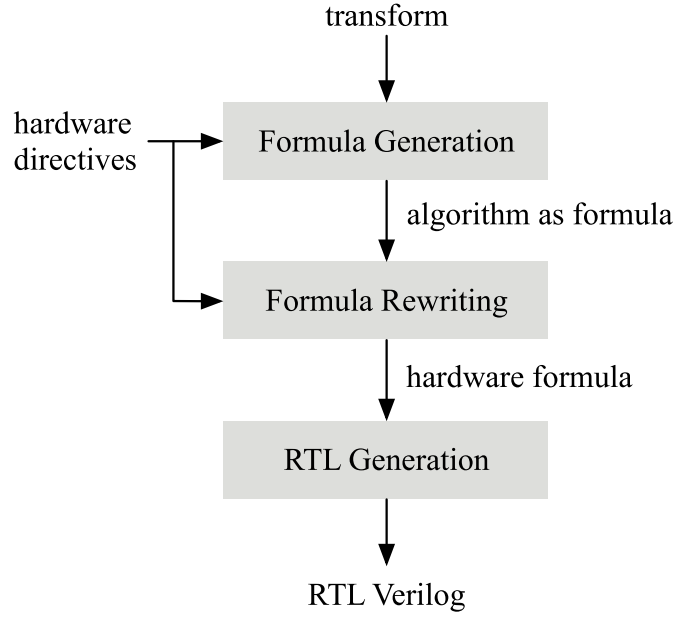 transform
hardware
directives
Formula Generation
algorithm as formula
Formula Rewriting
hardware formula
RTL Generation
RTL Verilog